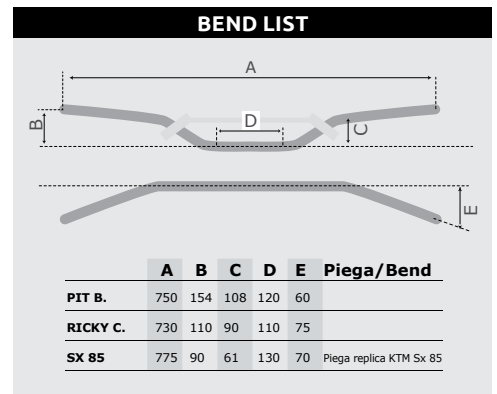 BEND LIST
A
B
D
C
E
A B C D E Piega/Bend
PIT B. 750 154 108 120 60
RICKY C. 730 110 90 110 75
SX 85 775 90 61 130 70 Piega replica KTM Sx 85